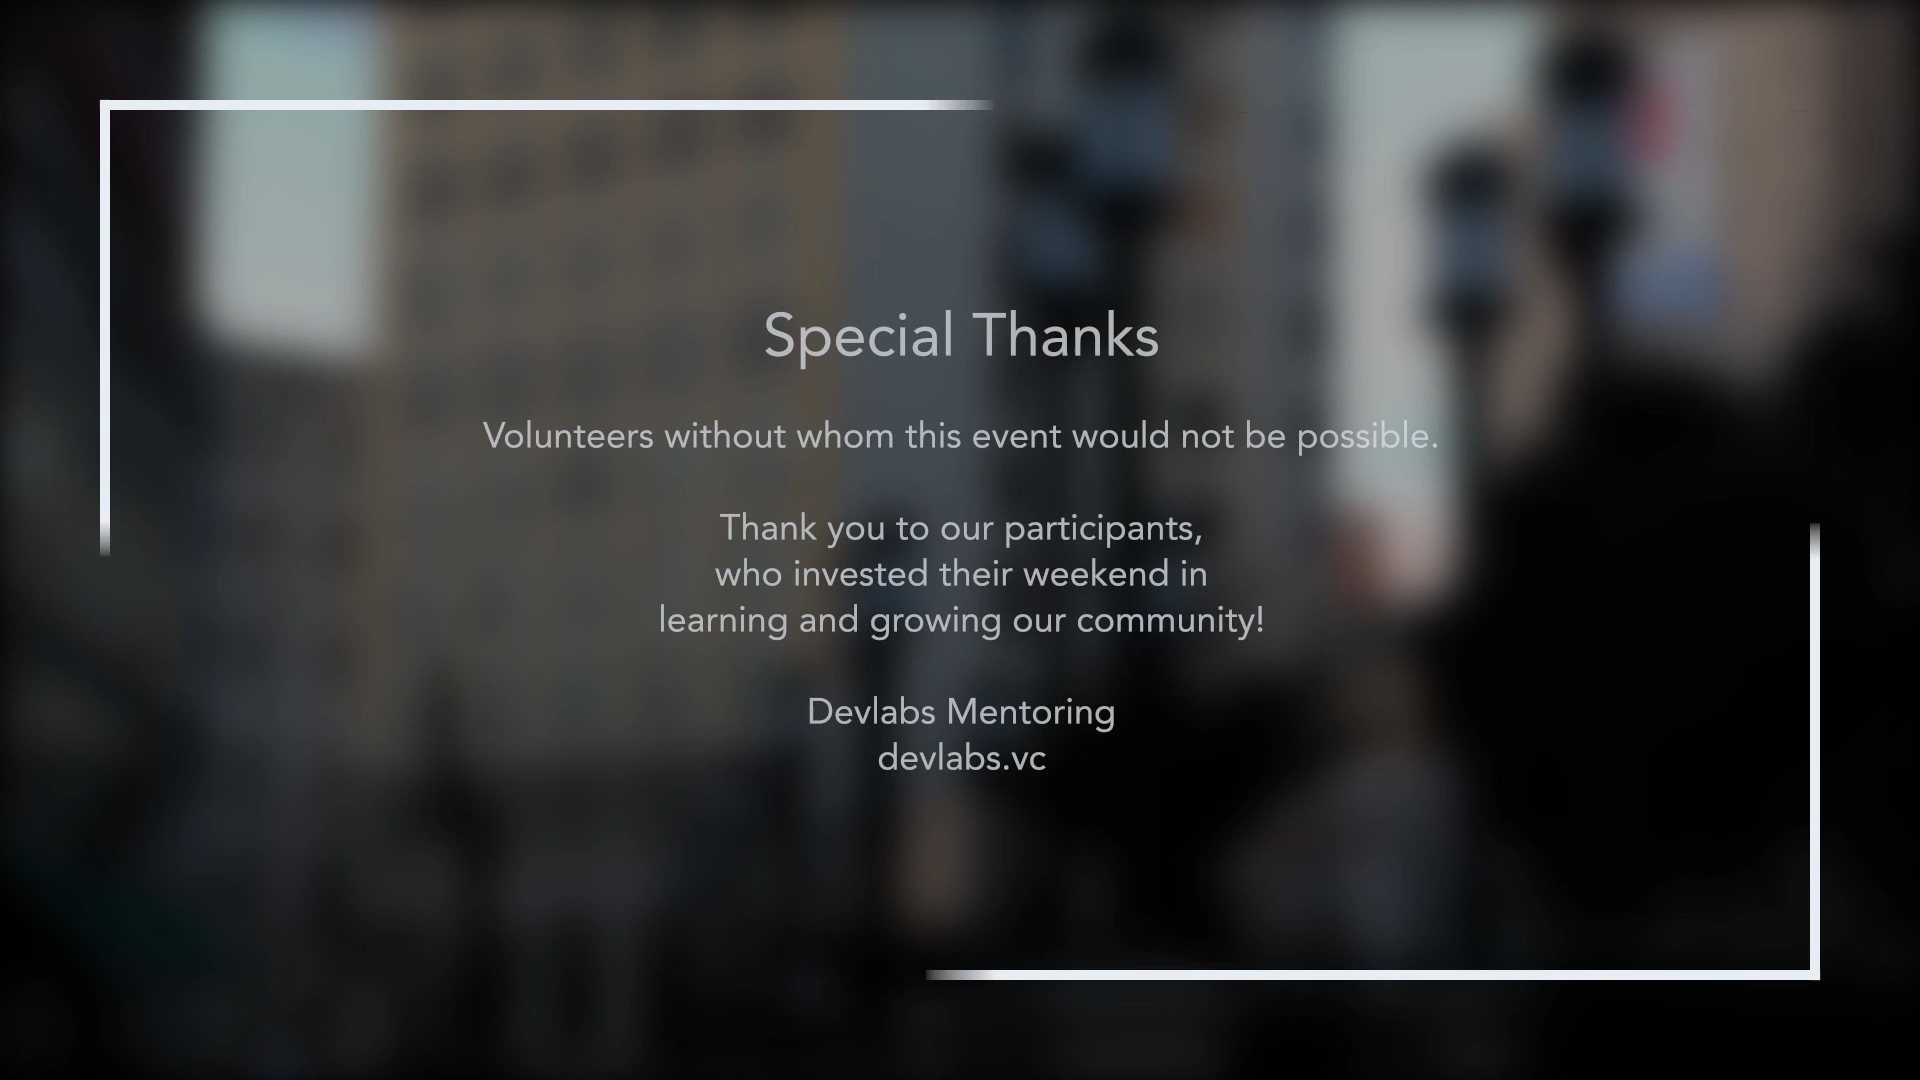 Special Thanks
Volunteers without whom this event would not be possible.
Thank you to our participants,
who invested their weekend in
learning and growing our community!
Devlabs Mentoring
devlabs.vc